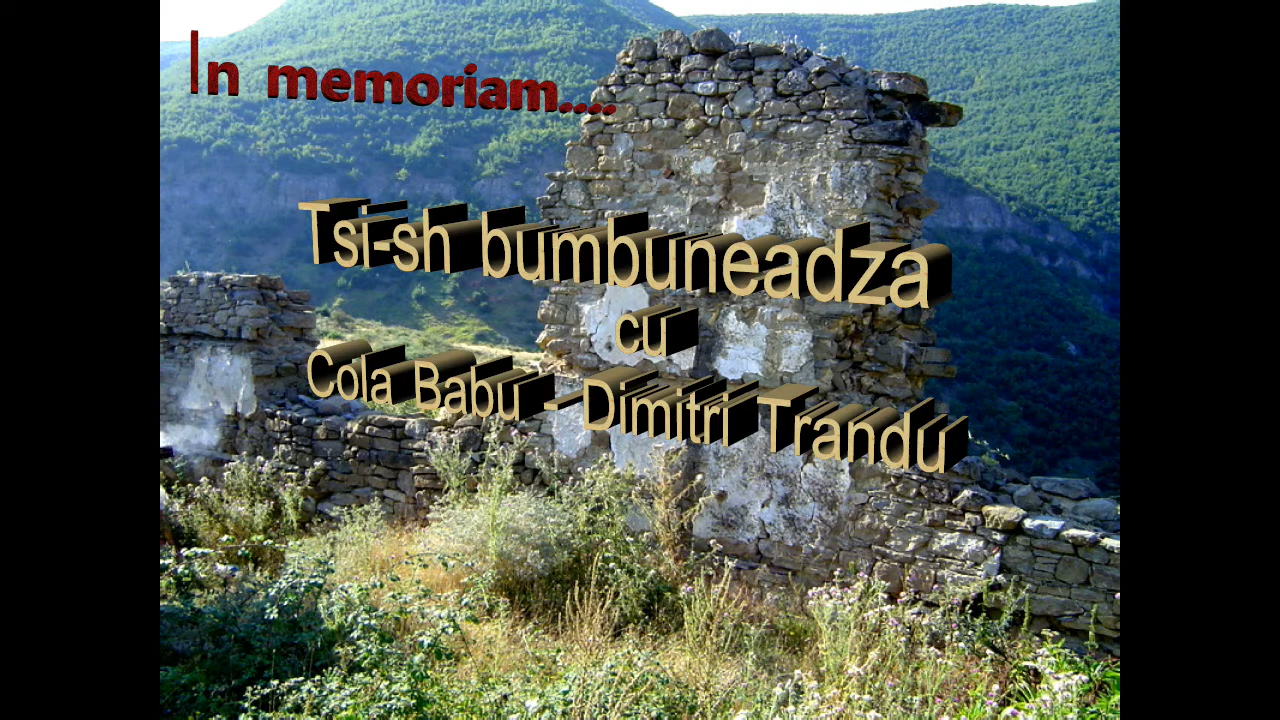 In memoriam....
Tsi-sh bumbuneadza
cu
Cola Babu - Dimitri Trandu